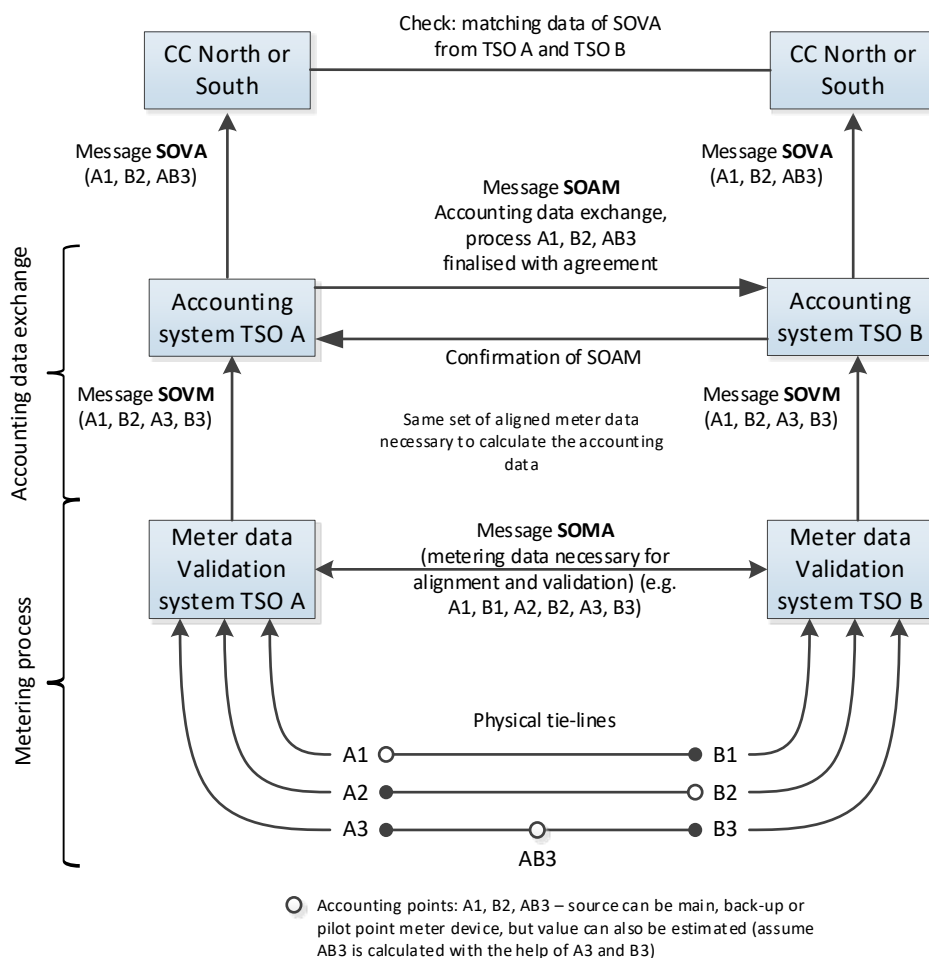 Check: matching data of SOVA
from TSO A and TSO B
CC North or
South
CC North or
South
Message SOVA
(A1, B2, AB3)
Message SOVA
(A1, B2, AB3)
Message SOAM
Accounting data exchange,
process A1, B2, AB3
finalised with agreement
Accounting data exchange
Accounting
system TSO A
Accounting
system TSO B
Confirmation of SOAM
Message SOVM
(A1, B2, A3, B3)
Message SOVM
(A1, B2, A3, B3)
Same set of aligned meter data
necessary to calculate the accounting
data
Metering process
Meter data
Validation
system TSO A
Message SOMA
(metering data necessary for
alignment and validation) (e.g.
A1, B1, A2, B2, A3, B3)
Meter data
Validation
system TSO B
Physical tie-lines
A1 B1
A2 B2
A3 B3
AB3
Accounting points: A1, B2, AB3 – source can be main, back-up or
pilot point meter device, but value can also be estimated (assume
AB3 is calculated with the help of A3 and B3)